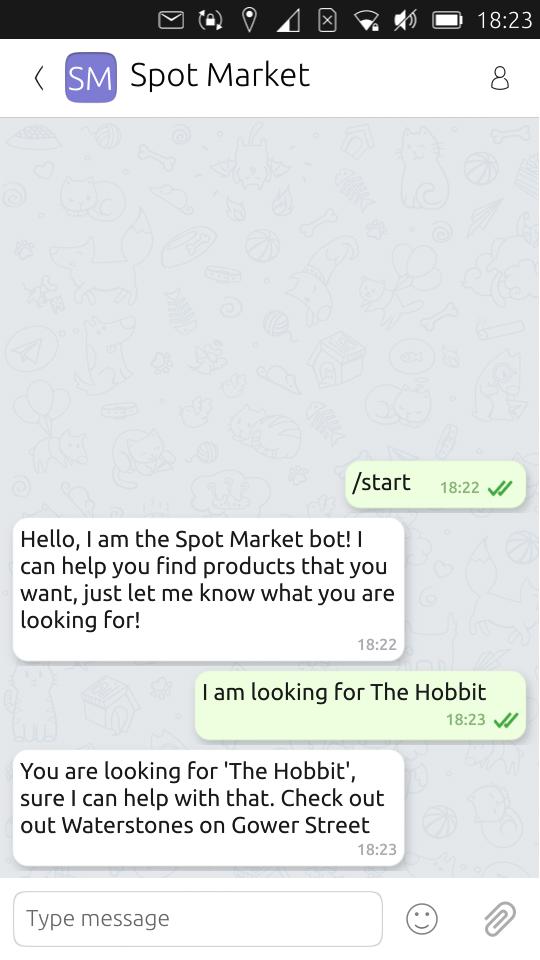 18:23
SM Spot Market
/start 18:22
Hello, I am the Spot Market bot! I
can help you find products that you
want, just let me know what you are
looking for!
18:22
I am looking for The Hobbit
18:23
You are looking for 'The Hobbit',
sure I can help with that. Check out
out Waterstones on Gower Street
18:23
Type message